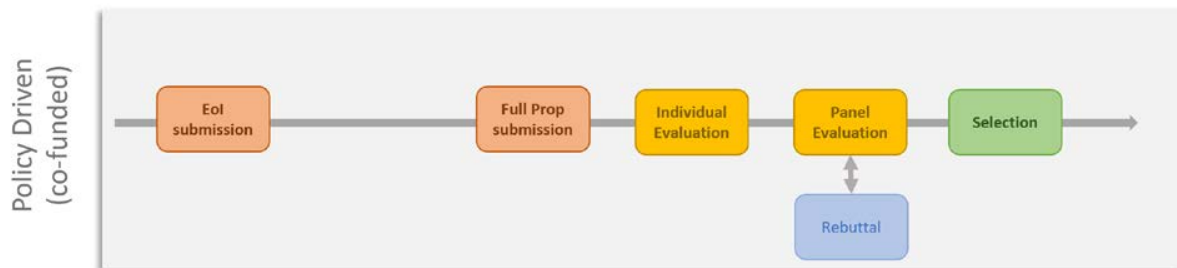 Policy Driven
(co-funded)
EoI
submission
Full Prop
submission
Individual
Evaluation
Panel
Evaluation
Selection
Rebuttal